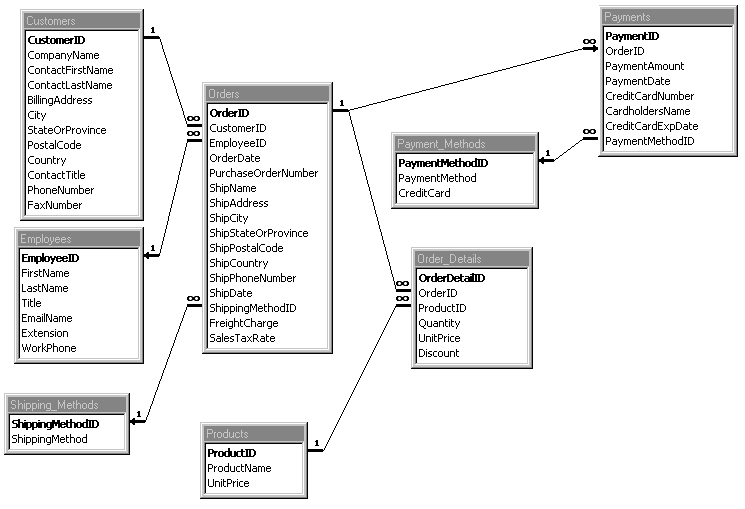 Customers
CustomerID
CompanyName
ContactFirstName
ContactLastName
BillingAddress
City
StateOrProvince
PostalCode
Country
ContactTitle
PhoneNumber
FaxNumber
1
∞
Employees
EmployeeID
FirstName
LastName
Title
EmailName
Extension
WorkPhone
1
∞
Shipping_Methods
ShippingMethodID
ShippingMethod
1
∞
Orders
OrderID
CustomerID
EmployeeID
OrderDate
PurchaseOrderNumber
ShipName
ShipAddress
ShipCity
ShipStateOrProvince
ShipPostalCode
ShipCountry
ShipPhoneNumber
ShipDate
ShippingMethodID
FreightCharge
SalesTaxRate
1
∞
Products
ProductID
ProductName
UnitPrice
1
∞
Payment_Methods
PaymentMethodID
PaymentMethod
CreditCard
1
∞
Order_Details
OrderDetailID
OrderID
ProductID
Quantity
UnitPrice
Discount
∞
Payments
PaymentID
OrderID
PaymentAmount
PaymentDate
CreditCardNumber
CardholdersName
CreditCardExpDate
PaymentMethodID